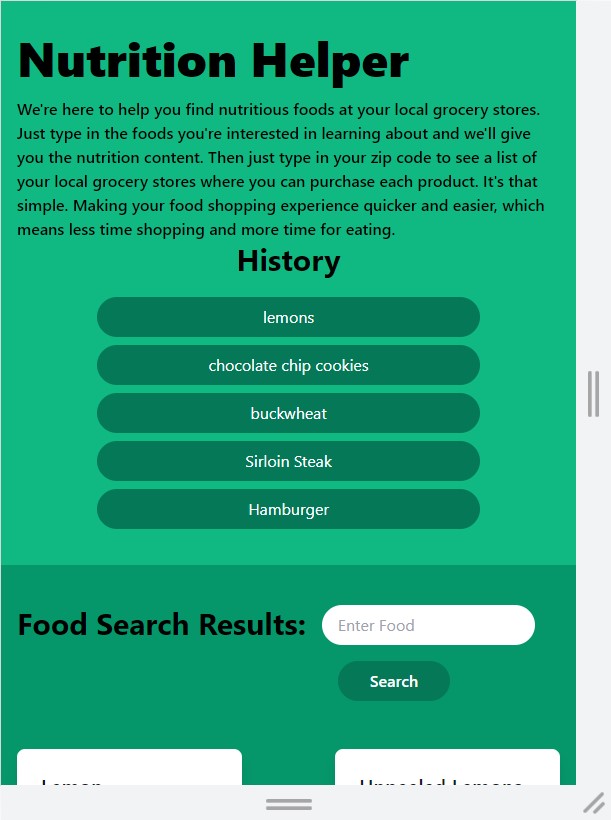 Nutrition Helper
We're here to help you find nutritious foods at your local grocery stores.
Just type in the foods you're interested in learning about and we'll give
you the nutrition content. Then just type in your zip code to see a list of
your local grocery stores where you can purchase each product. It's that
simple. Making your food shopping experience quicker and easier, which
means less time shopping and more time for eating.
History
lemons
chocolate chip cookies
buckwheat
Sirloin Steak
Hamburger
Food Search Results:
Enter Food
Search
Lemon
Lemons